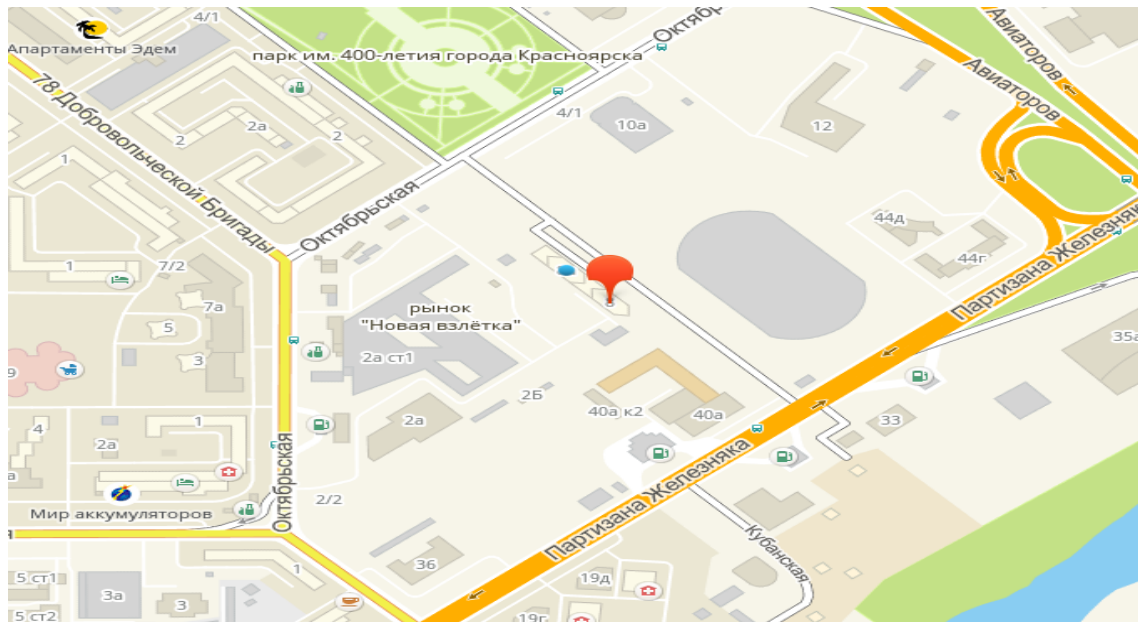 4/1
Октябрьск
Авиаторов
Апартаменты Эдем
парк им. 400-летия города Красноярска
Авиаторов
78 Добровольческой Бригады
4/1
10а
12
2а
2
2
1
Октябрьская
44д
1
7/2
44г
Партизана Железняка
7а
рынок
"Новая взлётка"
5
35а
3
2а ст1
9
2Б
40а к2
40а
2а
33
1
4
2а
Октябрьская
Партизана Железняка
2/2
Мир аккумуляторов
Кубанская
36
1
5 ст1
3а
3
19д
5 ст2
19г